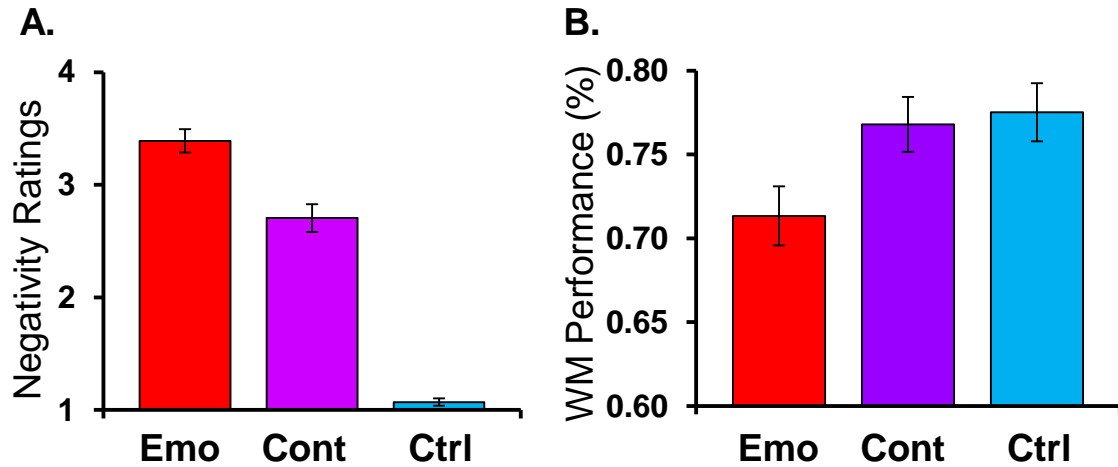 A.
Negativity Ratings
4
3
2
1
Emo Cont Ctrl
B.
WM Performance (%)
0.80
0.75
0.70
0.65
0.60
Emo Cont Ctrl